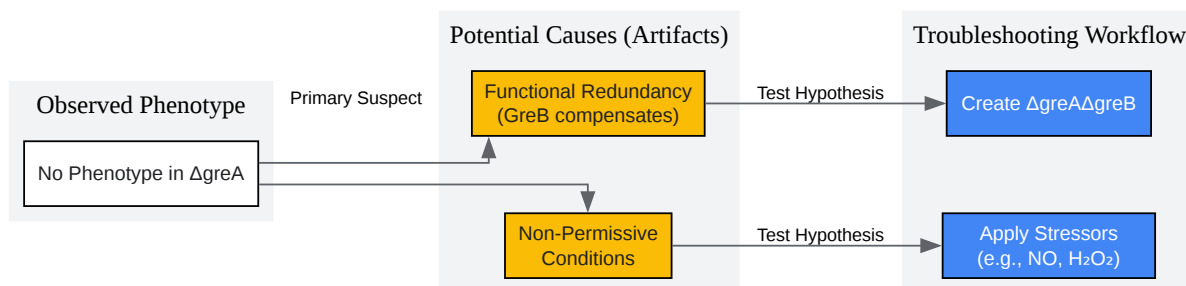 Observed Phenotype
No Phenotype in ΔgreA
Primary Suspect
Potential Causes (Artifacts)
Functional Redundancy
(GreB compensates)
Non-Permissive
Conditions
Test Hypothesis
Test Hypothesis
Troubleshooting Workflow
Create ΔgreAΔgreB
Apply Stressors
(e.g., NO, H₂O₂)